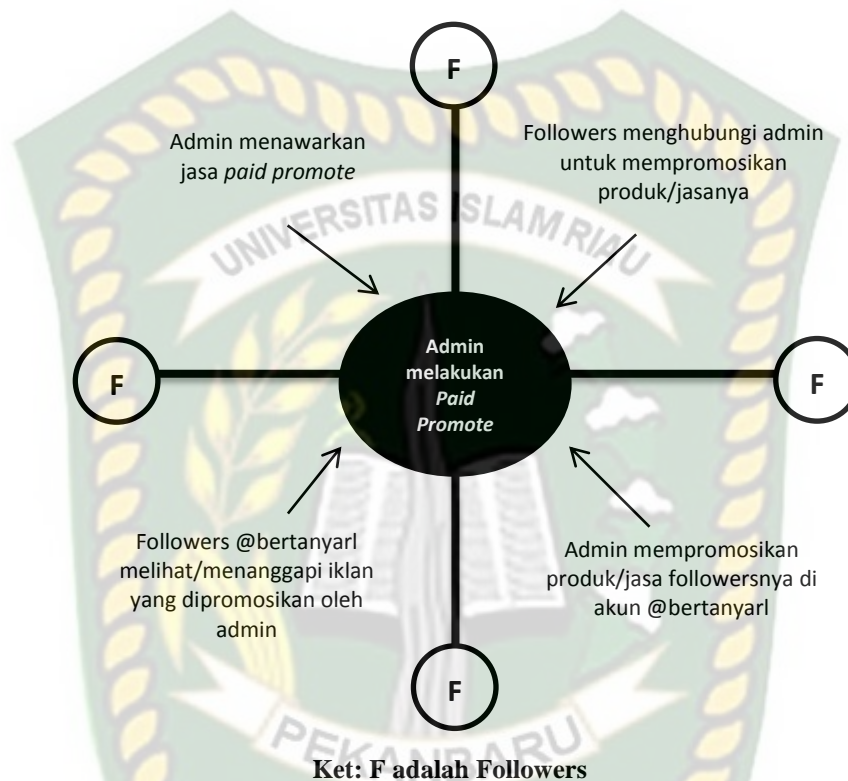 F
Admin menawarkan
jasa paid promote
Followers menghubungi admin
untuk mempromosikan
produk/jasanya
UNIVERSITAS ISLAM RIAU
F
Admin
melakukan
Paid
Promote
F
Followers @bertanyarl
melihat/menanggapi iklan
yang dipromosikan oleh
admin
Admin mempromosikan
produk/jasa followersnya di
akun @bertanyarl
F
PEKANBARU
Ket: F adalah Followers